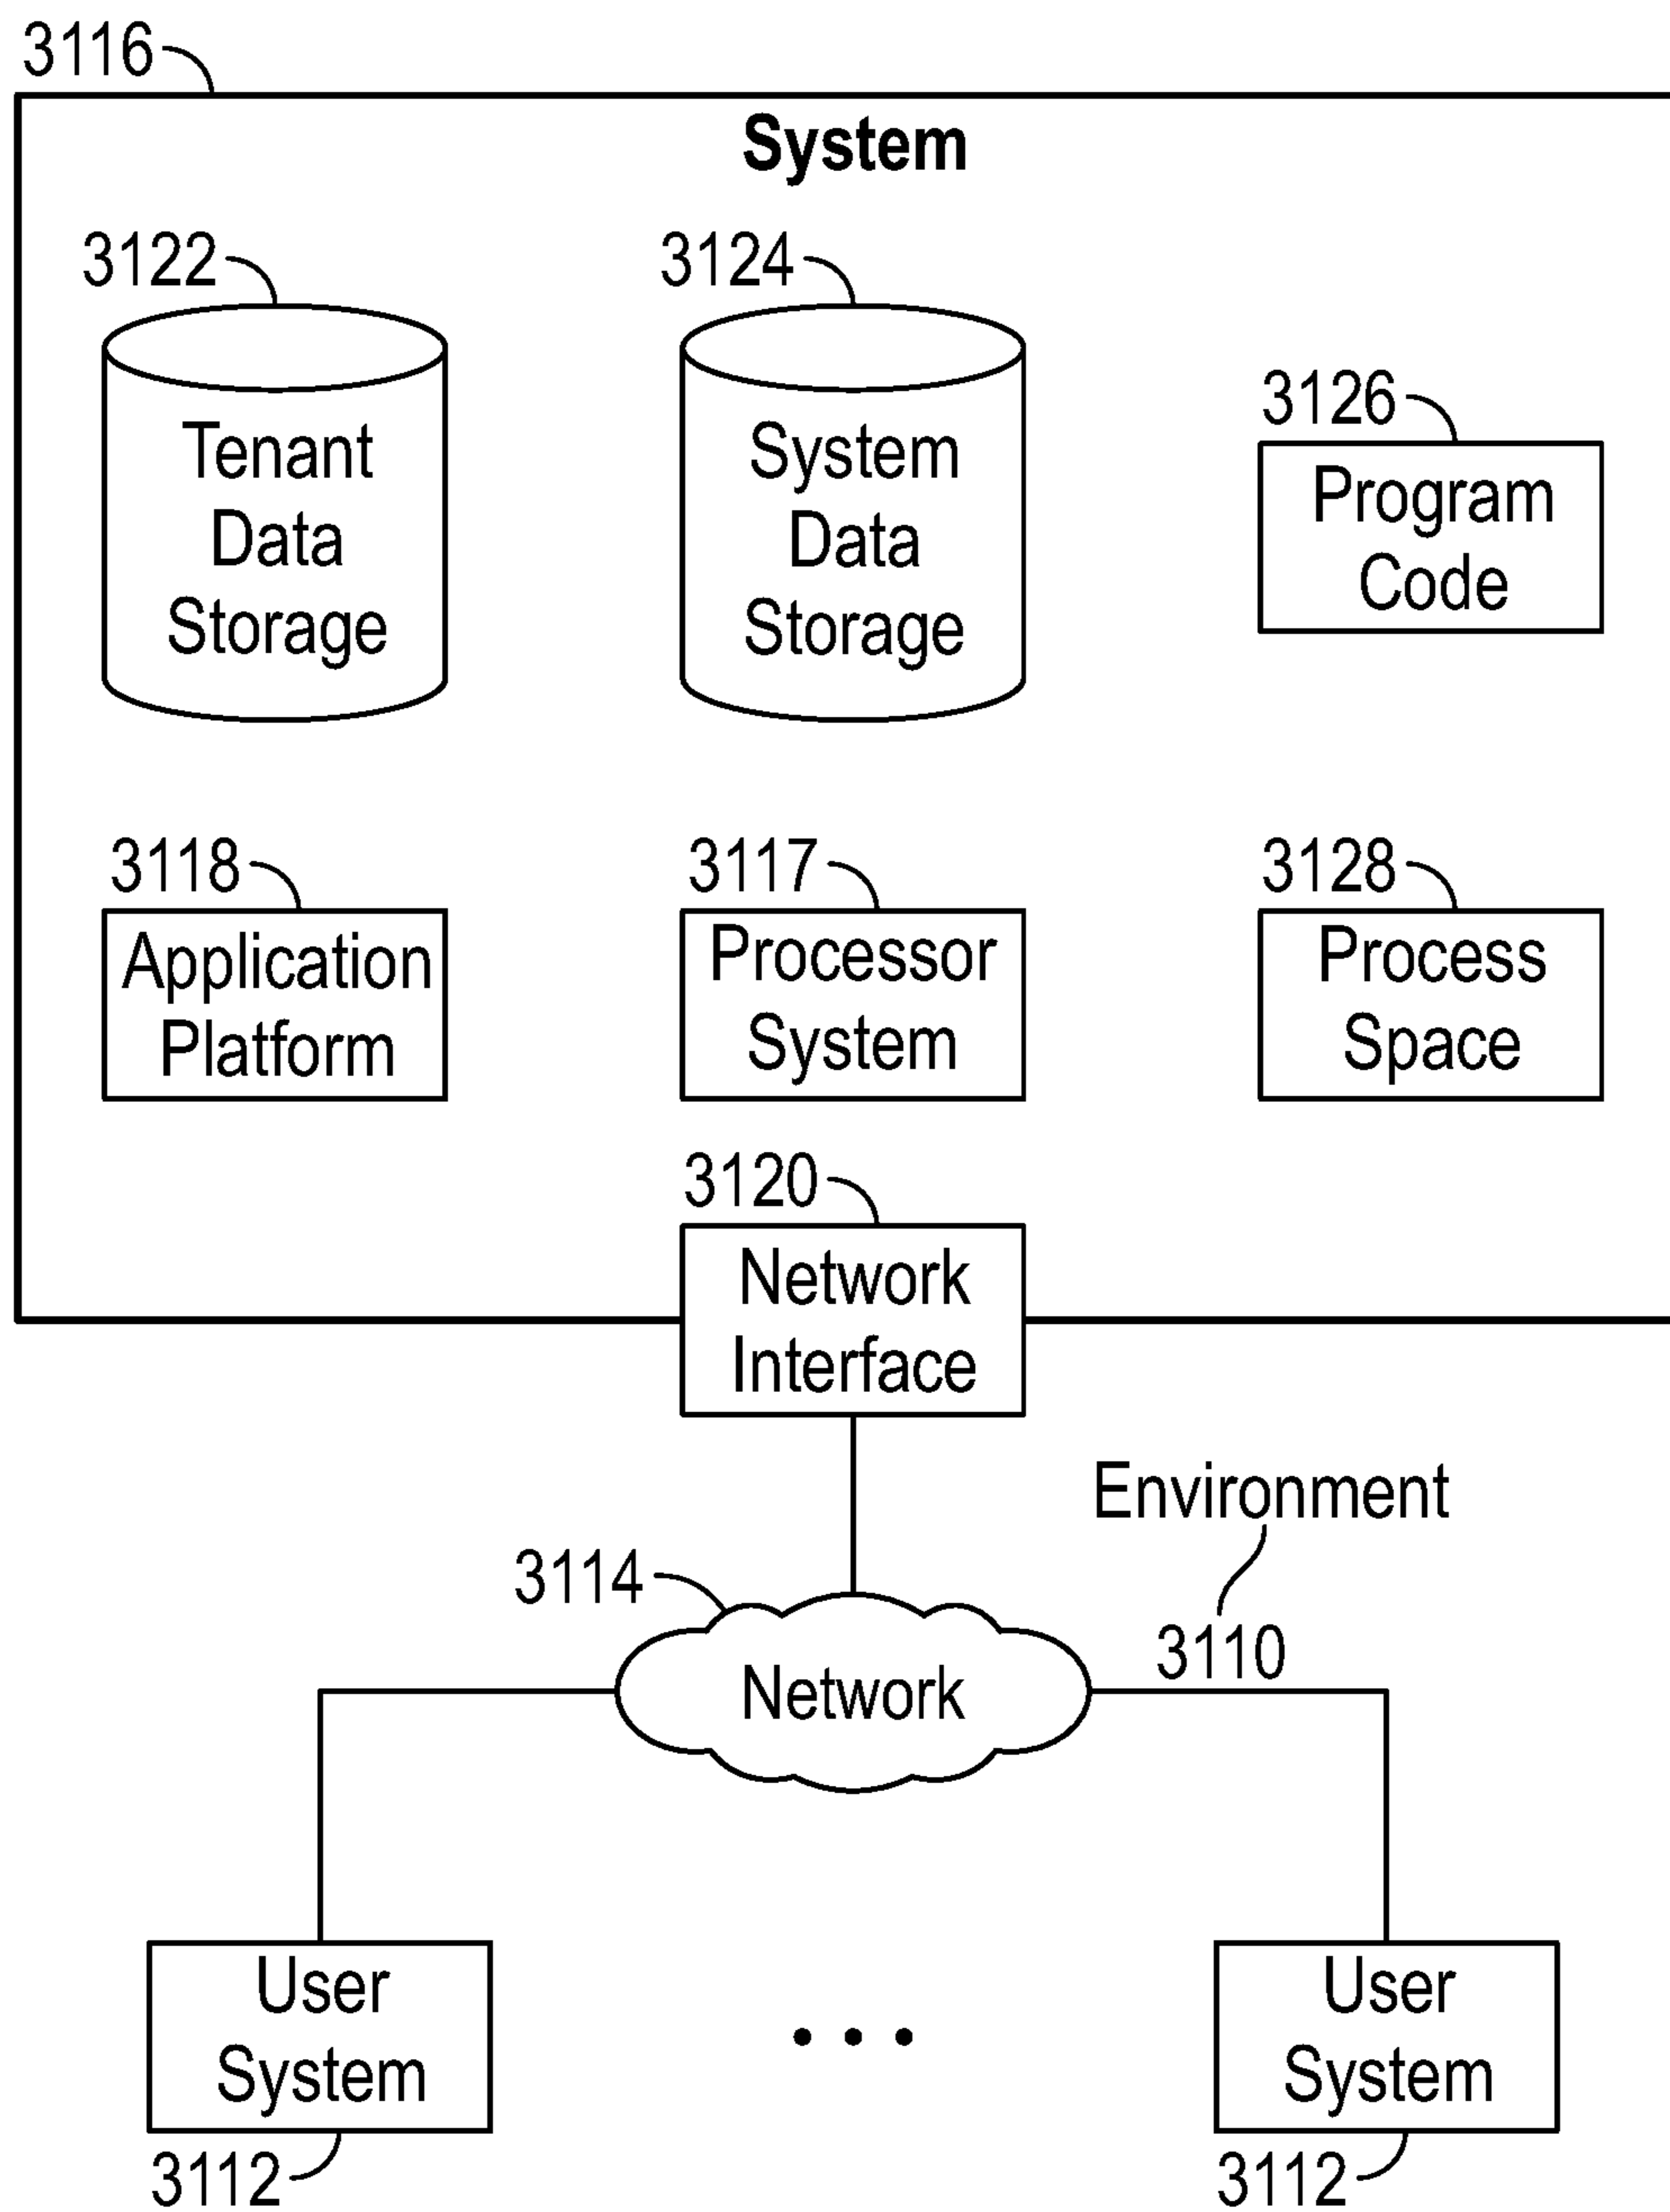 3116
System
3122
3124
Tenant
Data
Storage
System
Data
Storage
3126
Program
Code
3118
Application
Platform
3117
Processor
System
3128
Process
Space
3120
Network
Interface
Environment
3110
3114
Network
User
System
3112
• • •
User
System
3112